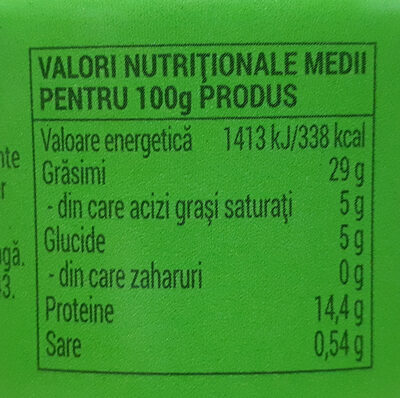 VALORI NUTRIŢIONALE MEDII
PENTRU 100g PRODUS
Valoare energetică 1413 kJ/338 kcal
Grăsimi 29 g
- din care acizi graşi saturaţi 5 g
Glucide 5 g
- din care zaharuri 0 g
Proteine 14,4 g
Sare 0,54 g